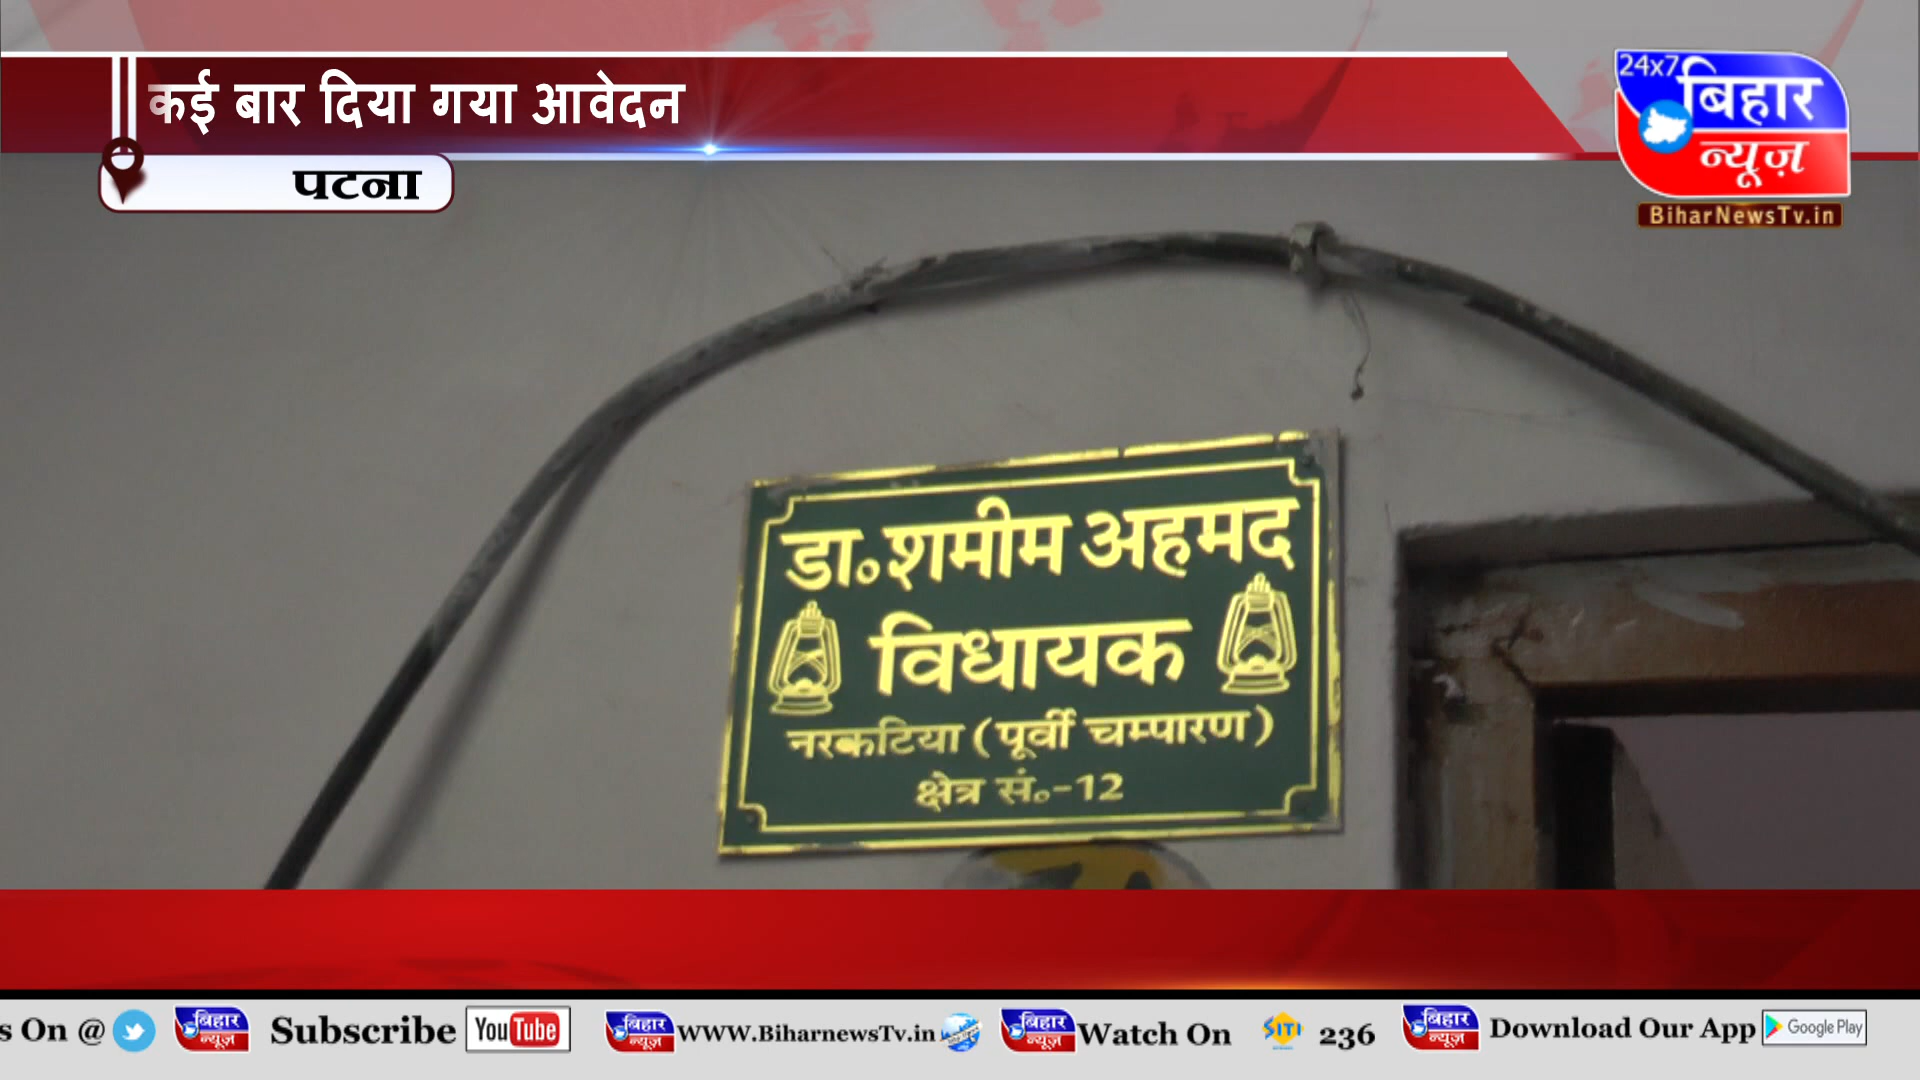 कई बार दिया गया आवेदन
24x7
बिहार
न्यूज़
BiharNewsTv.in
पटना
डा॰शमीम अहमद
विधायक
नरकटिया (पूर्वी चम्पारण)
क्षेत्र सं॰-12
s On @ बिहार न्यूज़ Subscribe YouTube बिहार न्यूज़ WWW.BiharnewsTv.in बिहार न्यूज़ Watch On SITI 236 बिहार न्यूज़ Download Our App Google Play